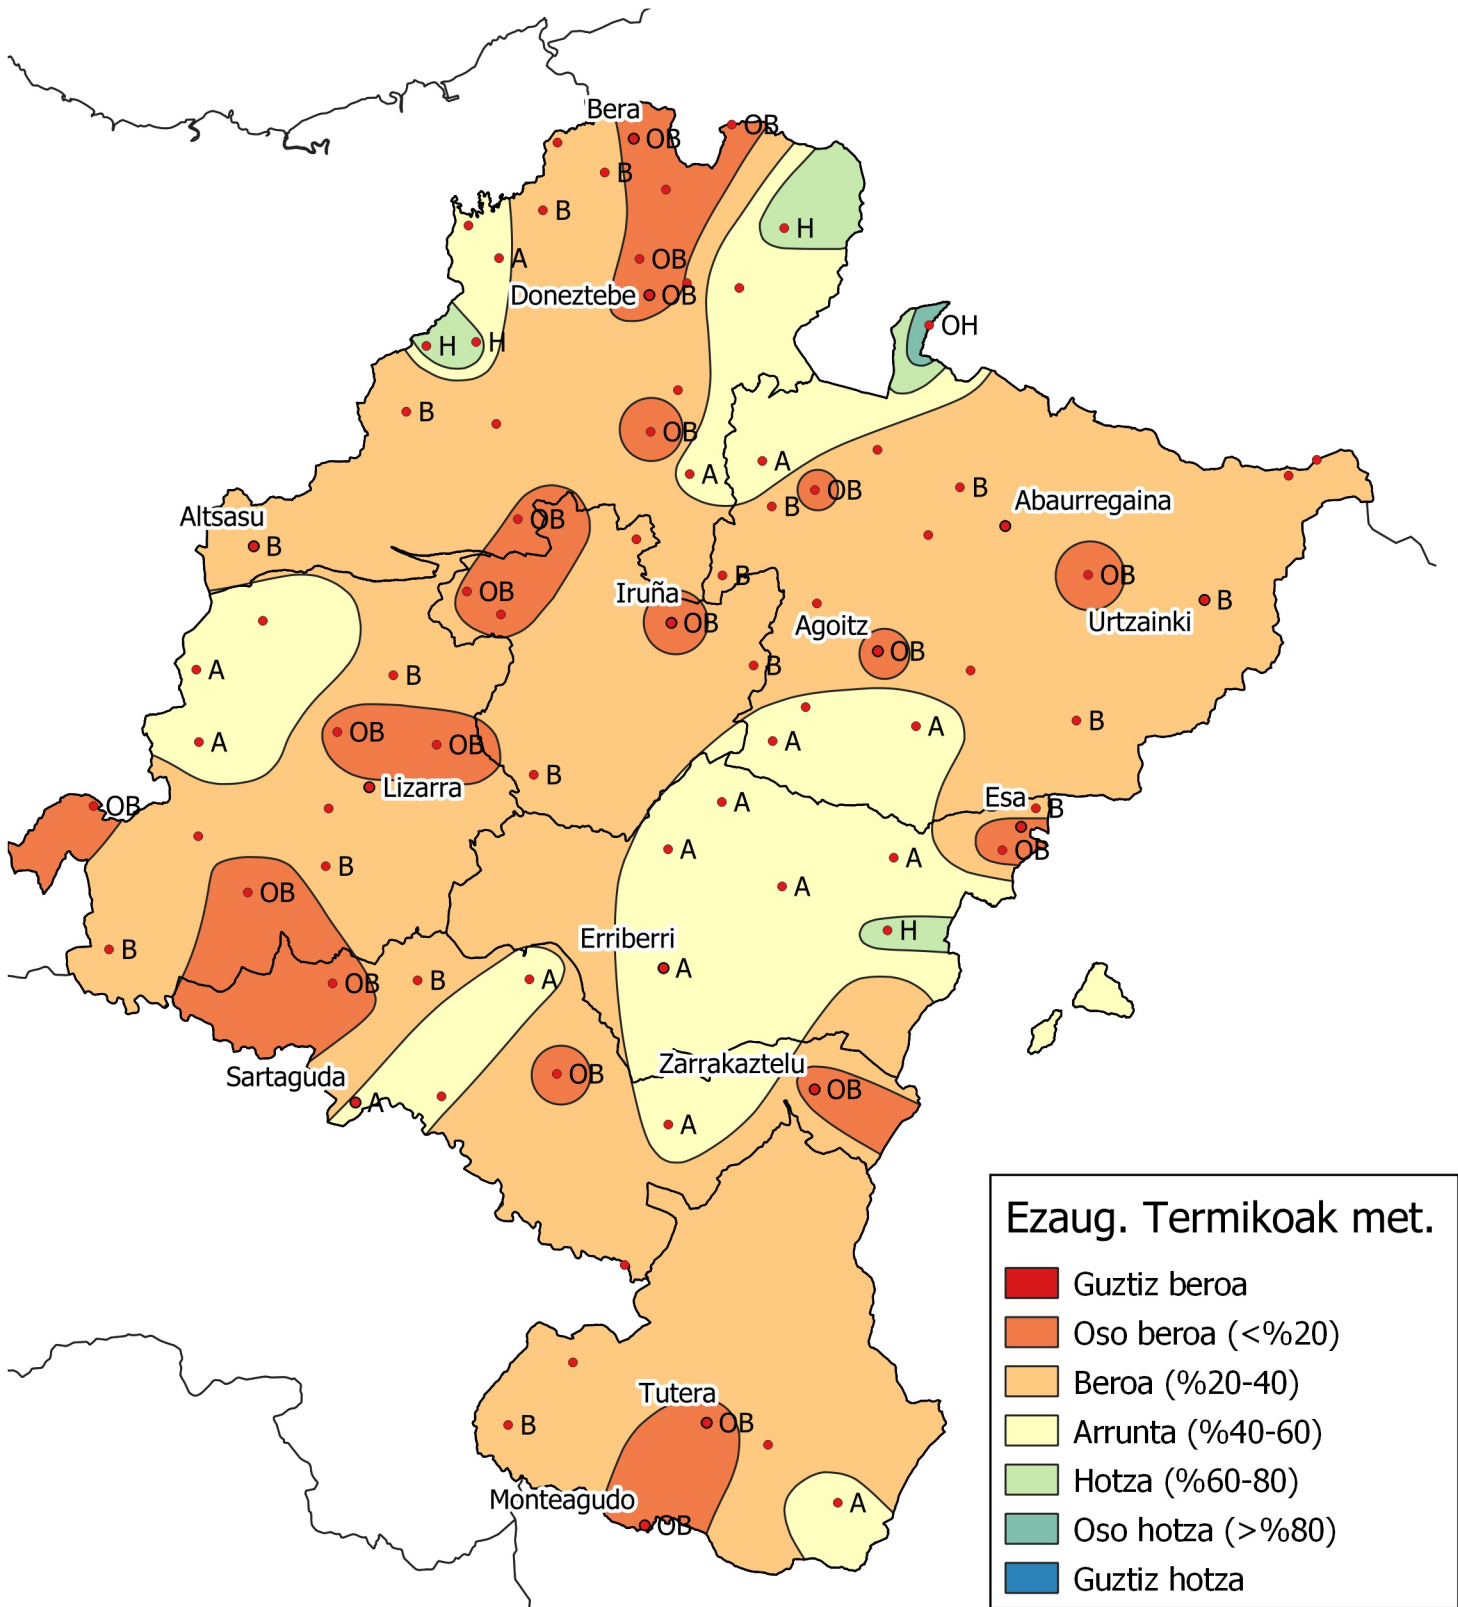 Bera
OB
OB
B
B
H
A
OB
Doneztebe
OB
OH
H
H
B
OB
A
A
OB
B
B
Abaurregaina
Altsasu
OB
B
B
OB
Iruña
OB
B
Urtzainki
OB
Agoitz
OB
B
A
B
B
A
OB
OB
A
A
Lizarra
B
Esa
OB
A
B
A
OB
A
B
A
OB
H
Erriberri
B
A
OB
B
A
Zarrakaztelu
Sartaguda
OB
OB
A
A
Tutera
B
OB
Monteagudo
A
OB
Ezaug. Termikoak met.
Guztiz beroa
Oso beroa (<%20)
Beroa (%20-40)
Arrunta (%40-60)
Hotza (%60-80)
Oso hotza (>%80)
Guztiz hotza